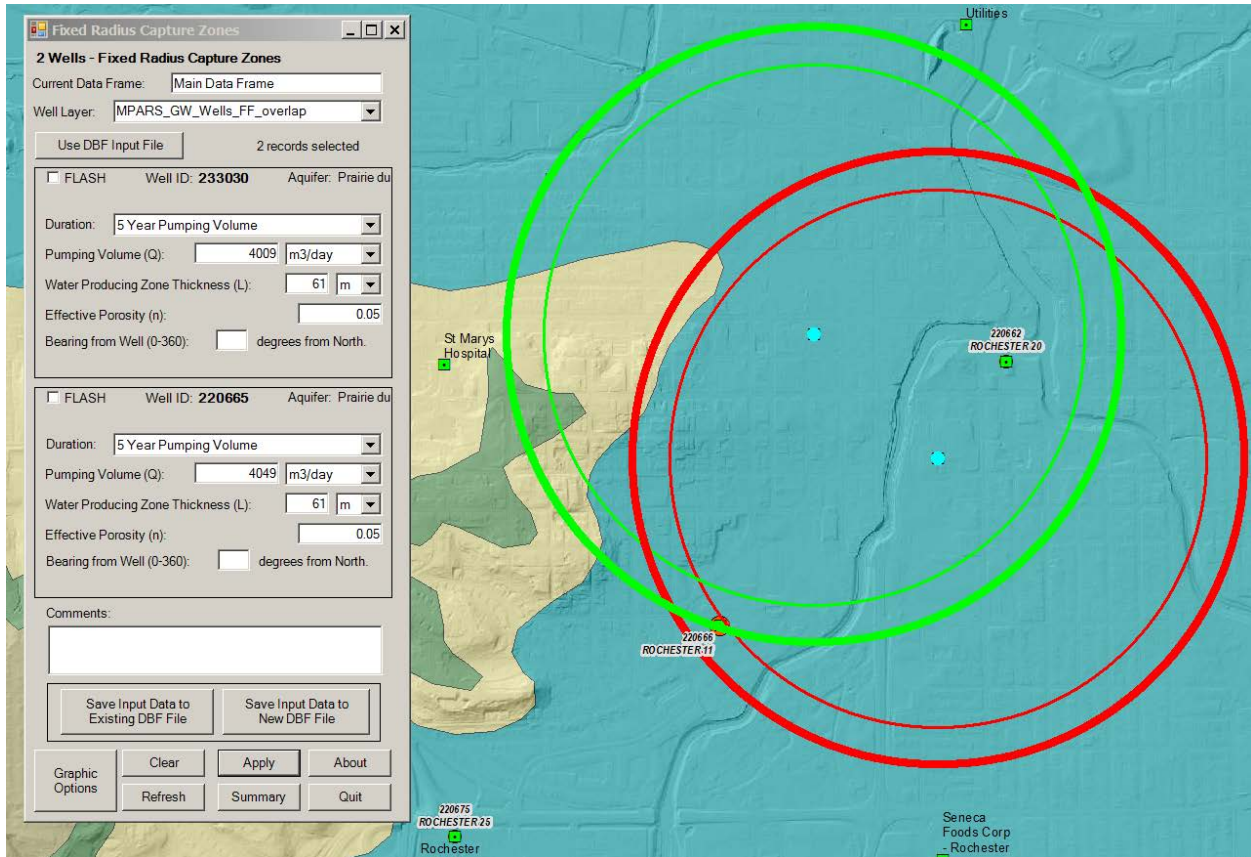 Fixed Radius Capture Zones
2 Wells - Fixed Radius Capture Zones
Current Data Frame: Main Data Frame
Well Layer: MPARS_GW_Wells_FF_overlap
Use DBF Input File 2 records selected
FLASH Well ID: 233030 Aquifer: Prairie du
Duration: 5 Year Pumping Volume
Pumping Volume (Q): 4009 m3/day
Water Producing Zone Thickness (L): 61 m
Effective Porosity (n): 0.05
Bearing from Well (0-360): degrees from North.
FLASH Well ID: 220665 Aquifer: Prairie du
Duration: 5 Year Pumping Volume
Pumping Volume (Q): 4049 m3/day
Water Producing Zone Thickness (L): 61 m
Effective Porosity (n): 0.05
Bearing from Well (0-360): degrees from North.
Comments:
Save Input Data to
Existing DBF File
Save Input Data to
New DBF File
Graphic
Options
Clear Apply About
Refresh Summary Quit
Utilities
St Marys
Hospital
220662
ROCHESTER 20
220666
ROCHESTER 11
220675
ROCHESTER 25
Rochester
Seneca
Foods Corp
- Rochester